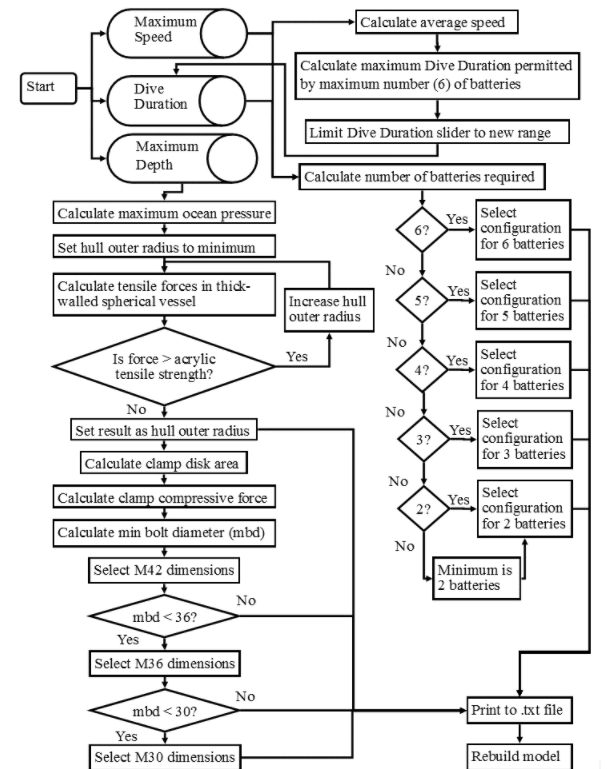 Start
Maximum
Speed
Dive
Duration
Maximum
Depth
Calculate average speed
Calculate maximum Dive Duration permitted
by maximum number (6) of batteries
Limit Dive Duration slider to new range
Calculate number of batteries required
Calculate maximum ocean pressure
Set hull outer radius to minimum
Calculate tensile forces in thick-
walled spherical vessel
Increase hull
outer radius
Is force > acrylic
tensile strength?
Yes
No
Set result as hull outer radius
Calculate clamp disk area
Calculate clamp compressive force
Calculate min bolt diameter (mbd)
Select M42 dimensions
mbd < 36?
No
Yes
Select M36 dimensions
mbd < 30?
No
Yes
Select M30 dimensions
6?
Yes
Select
configuration
for 6 batteries
No
5?
Yes
Select
configuration
for 5 batteries
No
4?
Yes
Select
configuration
for 4 batteries
No
3?
Yes
Select
configuration
for 3 batteries
No
2?
Yes
Select
configuration
for 2 batteries
No
Minimum is
2 batteries
Print to .txt file
Rebuild model